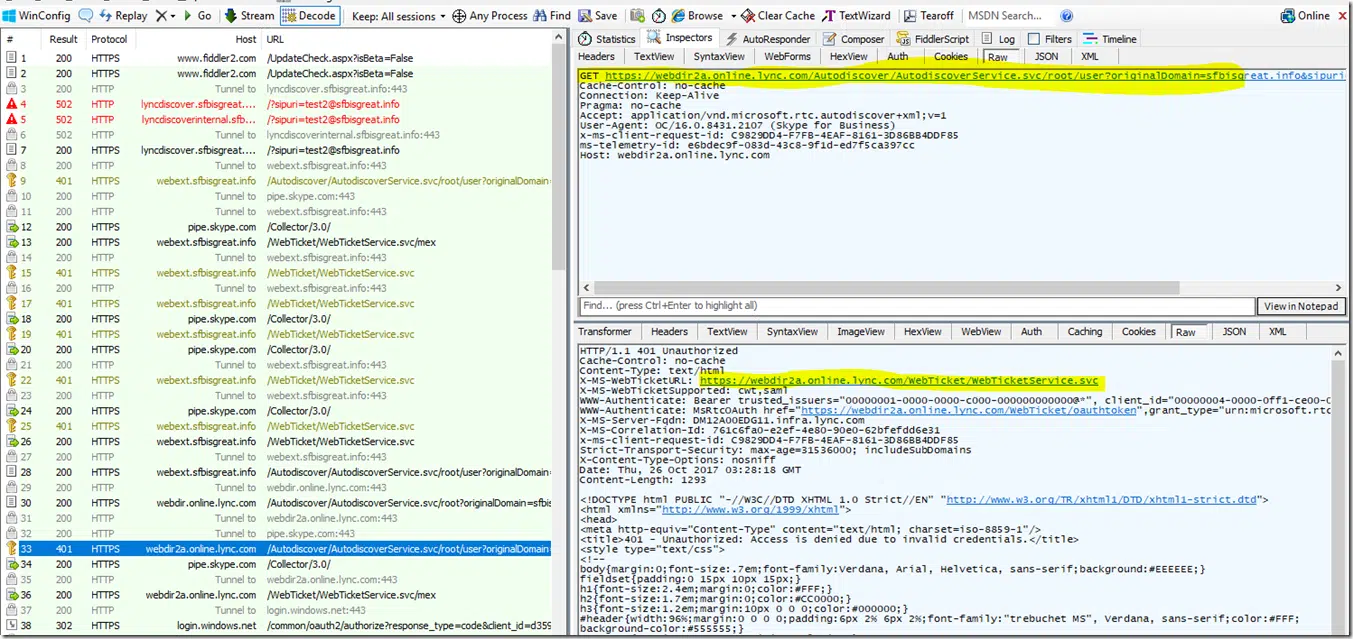 WinConfig Replay Go Stream Decode Keep: All sessions Any Process Find Save Browse Clear Cache TextWizard Tearoff MSDN Search... Online
# Result Protocol Host URL
1 200 HTTPS www.fiddler2.com /UpdateCheck.aspx?isBeta=False
2 200 HTTPS www.fiddler2.com /UpdateCheck.aspx?isBeta=False
3 200 HTTP Tunnel to lyncdiscover.sfbisgreat.info:443
4 502 HTTPS lyncdiscover.sfbisgreat.... /?sipuri=test2@sfbisgreat.info
5 502 HTTPS lyncdiscoverinternal.sfb... /?sipuri=test2@sfbisgreat.info
6 502 HTTP Tunnel to lyncdiscoverinternal.sfbisgreat.info:443
7 200 HTTPS lyncdiscover.sfbisgreat.... /?sipuri=test2@sfbisgreat.info
8 200 HTTP Tunnel to webext.sfbisgreat.info:443
9 401 HTTPS webext.sfbisgreat.info /Autodiscover/AutodiscoverService.svc/root/user?originalDomain=
10 200 HTTP Tunnel to pipe.skype.com:443
11 200 HTTP Tunnel to webext.sfbisgreat.info:443
12 200 HTTPS pipe.skype.com /Collector/3.0/
13 200 HTTPS webext.sfbisgreat.info /WebTicket/WebTicketService.svc/mex
14 200 HTTP Tunnel to webext.sfbisgreat.info:443
15 401 HTTPS webext.sfbisgreat.info /WebTicket/WebTicketService.svc
16 200 HTTP Tunnel to webext.sfbisgreat.info:443
17 401 HTTPS webext.sfbisgreat.info /WebTicket/WebTicketService.svc
18 200 HTTPS pipe.skype.com /Collector/3.0/
19 401 HTTPS webext.sfbisgreat.info /WebTicket/WebTicketService.svc
20 200 HTTPS pipe.skype.com /Collector/3.0/
21 200 HTTP Tunnel to webext.sfbisgreat.info:443
22 401 HTTPS webext.sfbisgreat.info /WebTicket/WebTicketService.svc
23 200 HTTP Tunnel to webext.sfbisgreat.info:443
24 200 HTTPS pipe.skype.com /Collector/3.0/
25 401 HTTPS webext.sfbisgreat.info /WebTicket/WebTicketService.svc
26 200 HTTPS webext.sfbisgreat.info /WebTicket/WebTicketService.svc
27 200 HTTP Tunnel to webext.sfbisgreat.info:443
28 200 HTTPS webext.sfbisgreat.info /Autodiscover/AutodiscoverService.svc/root/user?originalDomain=
29 200 HTTP Tunnel to webdir.online.lync.com:443
30 200 HTTPS webdir.online.lync.com /Autodiscover/AutodiscoverService.svc/root?originalDomain=sfbis
31 200 HTTP Tunnel to webdir2a.online.lync.com:443
32 200 HTTP Tunnel to pipe.skype.com:443
33 401 HTTPS webdir2a.online.lync.com /Autodiscover/AutodiscoverService.svc/root/user?originalDomain=
34 200 HTTPS pipe.skype.com /Collector/3.0/
35 200 HTTP Tunnel to webdir2a.online.lync.com:443
36 200 HTTPS webdir2a.online.lync.com /WebTicket/WebTicketService.svc/mex
37 200 HTTP Tunnel to login.windows.net:443
38 302 HTTPS login.windows.net /common/oauth2/authorize?response_type=code&client_id=d359
Statistics Inspectors AutoResponder Composer FiddlerScript Log Filters Timeline
Headers TextView SyntaxView WebForms HexView Auth Cookies Raw JSON XML
GET https://webdir2a.online.lync.com/Autodiscover/AutodiscoverService.svc/root/user?originalDomain=sfbisgreat.info&sipuri=
Cache-Control: no-cache
Connection: Keep-Alive
Pragma: no-cache
Accept: application/vnd.microsoft.rtc.autodiscover+xml;v=1
User-Agent: OC/16.0.8431.2107 (Skype for Business)
x-ms-client-request-id: C9829DD4-F7FB-4EAF-8161-3D86BB4DDF85
ms-telemetry-id: e6bdec9f-083d-43c8-9f1d-ed7f5ca397cc
Host: webdir2a.online.lync.com
Find... (press Ctrl+Enter to highlight all) View in Notepad
Transformer Headers TextView SyntaxView ImageView HexView WebView Auth Caching Cookies Raw JSON XML
HTTP/1.1 401 Unauthorized
Cache-Control: no-cache
Content-Type: text/html
X-MS-WebTicketURL: https://webdir2a.online.lync.com/WebTicket/WebTicketService.svc
X-MS-WebTicketSupported: cwt,saml
WWW-Authenticate: Bearer trusted_issuers="00000001-0000-0000-c000-000000000000@*", client_id="00000004-0000-0ff1-ce00-0
WWW-Authenticate: MsRtcOAuth href="https://webdir2a.online.lync.com/WebTicket/oauthtoken",grant_type="urn:microsoft.rtc
X-MS-Server-Fqdn: DM12A00EDG11.infra.lync.com
X-MS-Correlation-Id: 761c6fa0-e2ef-4e80-90e0-62bfefdd6e31
x-ms-client-request-id: C9829DD4-F7FB-4EAF-8161-3D86BB4DDF85
Strict-Transport-Security: max-age=31536000; includeSubDomains
X-Content-Type-Options: nosniff
Date: Thu, 26 Oct 2017 03:28:18 GMT
Content-Length: 1293
<!DOCTYPE html PUBLIC "-//W3C//DTD XHTML 1.0 Strict//EN" "http://www.w3.org/TR/xhtml1/DTD/xhtml1-strict.dtd">
<html xmlns="http://www.w3.org/1999/xhtml">
<head>
<meta http-equiv="Content-Type" content="text/html; charset=iso-8859-1"/>
<title>401 - Unauthorized: Access is denied due to invalid credentials.</title>
<style type="text/css">
<!--
body{margin:0;font-size:.7em;font-family:Verdana, Arial, Helvetica, sans-serif;background:#EEEEEE;}
fieldset{padding:0 15px 10px 15px;}
h1{font-size:2.4em;margin:0;color:#FFF;}
h2{font-size:1.7em;margin:0;color:#CC0000;}
h3{font-size:1.2em;margin:10px 0 0 0;color:#000000;}
#header{width:96%;margin:0 0 0 0;padding:6px 2% 6px 2%;font-family:"trebuchet MS", Verdana, sans-serif;color:#FFF;
background-color:#555555;}